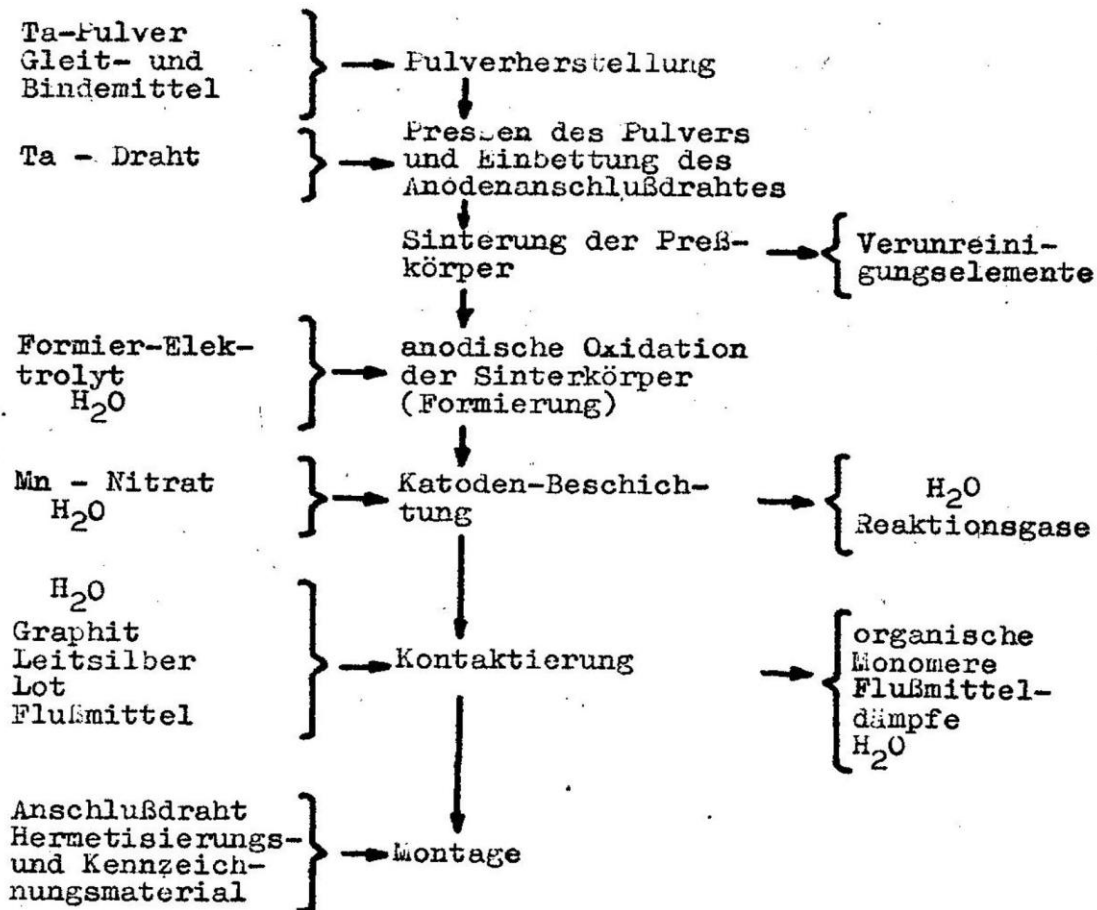 Ta-Pulver
Gleit- und
Bindemittel
Pulverherstellung
Ta - Draht
Pressen des Pulvers
und Einbettung des
Anodenanschlußdrahtes
Sinterung der Preß-
körper
Verunreini-
gungselemente
Formier-Elek-
trolyt
H2O
anodische Oxidation
der Sinterkörper
(Formierung)
Mn - Nitrat
H2O
Katoden-Beschich-
tung
H2O
Reaktionsgase
H2O
Graphit
Leitsilber
Lot
Flußmittel
Kontaktierung
organische
Monomere
Flußmittel-
dämpfe
H2O
Anschlußdraht
Hermetisierungs-
und Kennzeich-
nungsmaterial
Montage